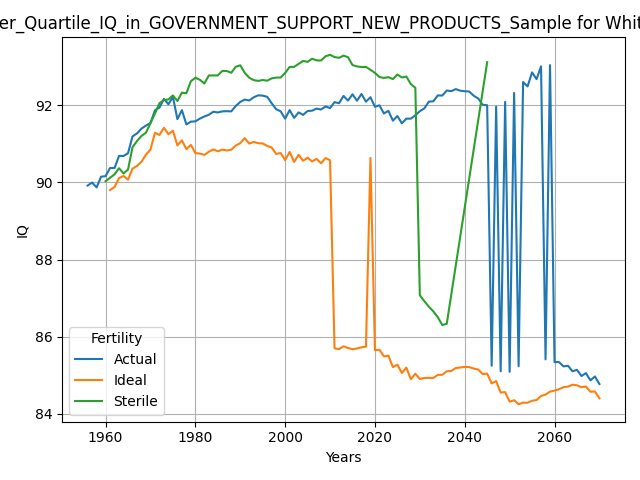 er_Quartile_IQ_in_GOVERNMENT_SUPPORT_NEW_PRODUCTS_Sample for Whit
92
90
88
86
84
IQ
Fertility
Actual
Ideal
Sterile
1960 1980 2000 2020 2040 2060
Years